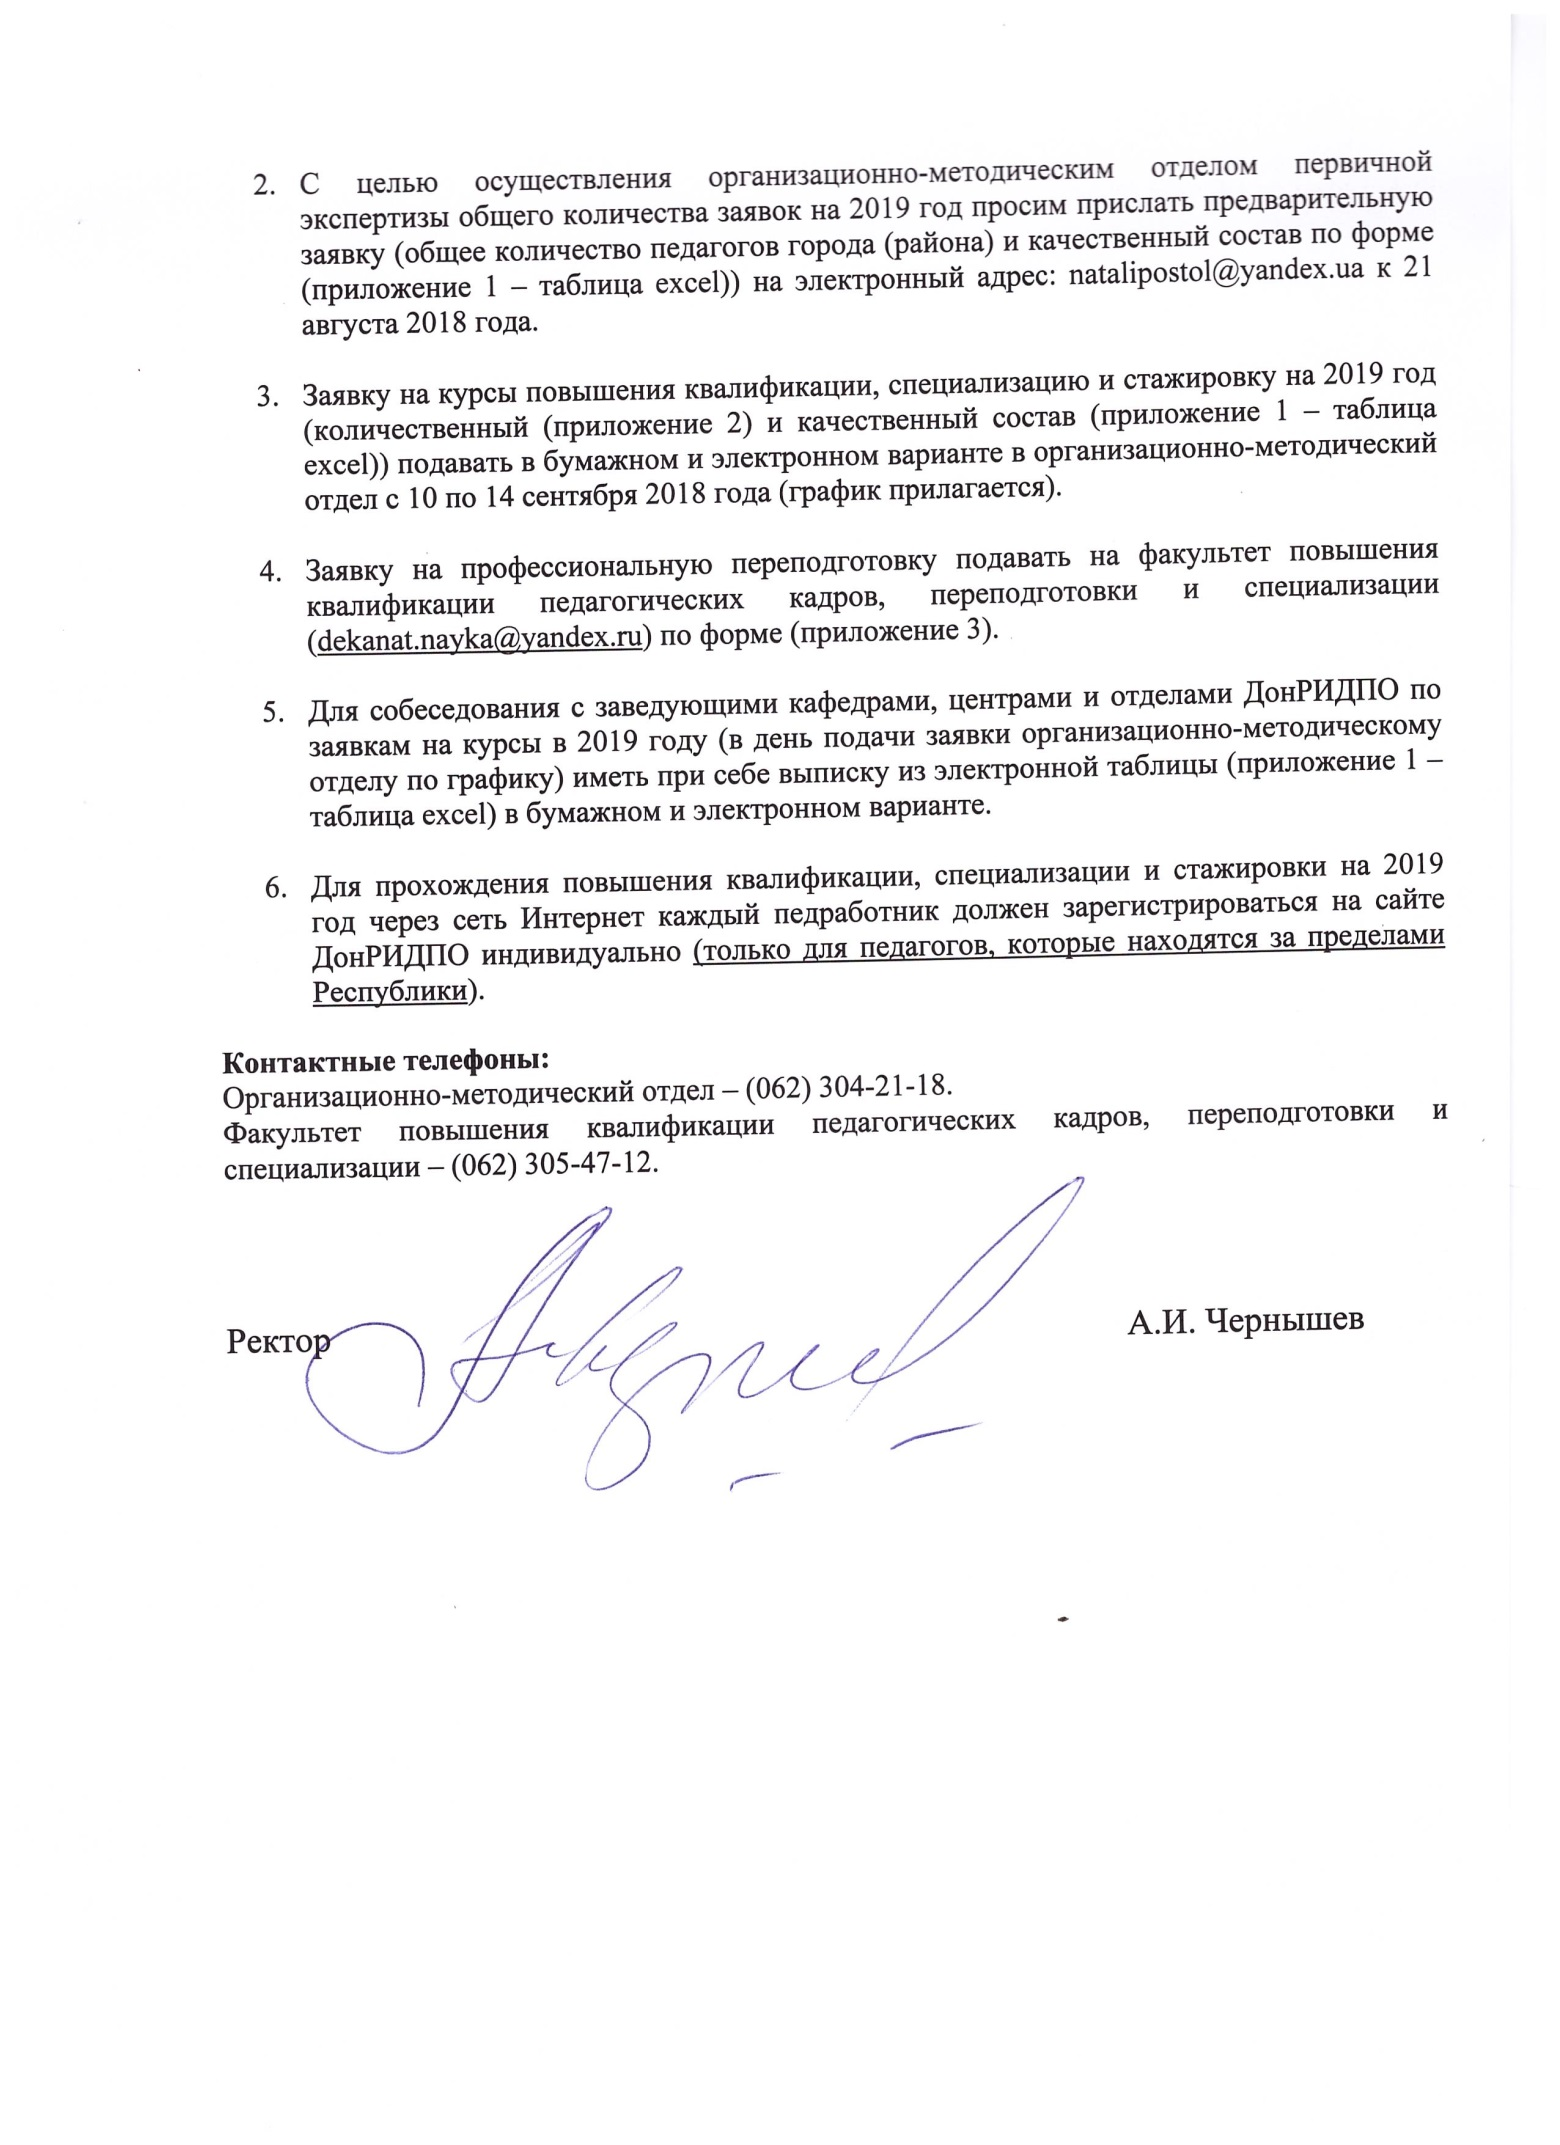 2. С целью осуществления организационно-методическим отделом первичной
экспертизы общего количества заявок на 2019 год просим прислать предварительную
заявку (общее количество педагогов города (района) и качественный состав по форме
(приложение 1 – таблица excel)) на электронный адрес: natalipostol@yandex.ua к 21
августа 2018 года.
3. Заявку на курсы повышения квалификации, специализацию и стажировку на 2019 год
(количественный (приложение 2) и качественный состав (приложение 1 – таблица
excel)) подавать в бумажном и электронном варианте в организационно-методический
отдел с 10 по 14 сентября 2018 года (график прилагается).
4. Заявку на профессиональную переподготовку подавать на факультет повышения
квалификации педагогических кадров, переподготовки и специализации
(dekanat.nayka@yandex.ru) по форме (приложение 3).
5. Для собеседования с заведующими кафедрами, центрами и отделами ДонРИДПО по
заявкам на курсы в 2019 году (в день подачи заявки организационно-методическому
отделу по графику) иметь при себе выписку из электронной таблицы (приложение 1 –
таблица excel) в бумажном и электронном варианте.
6. Для прохождения повышения квалификации, специализации и стажировки на 2019
год через сеть Интернет каждый педработник должен зарегистрироваться на сайте
ДонРИДПО индивидуально (только для педагогов, которые находятся за пределами
Республики).
Контактные телефоны:
Организационно-методический отдел – (062) 304-21-18.
Факультет повышения квалификации педагогических кадров, переподготовки и
специализации – (062) 305-47-12.
Ректор А.И. Чернышев